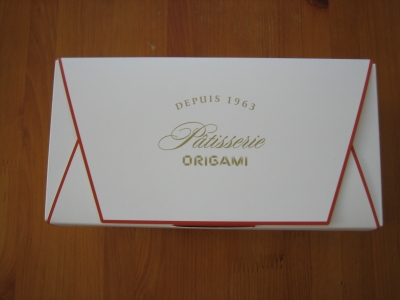 DEPUIS 1963
Pâtisserie
ORIGAMI